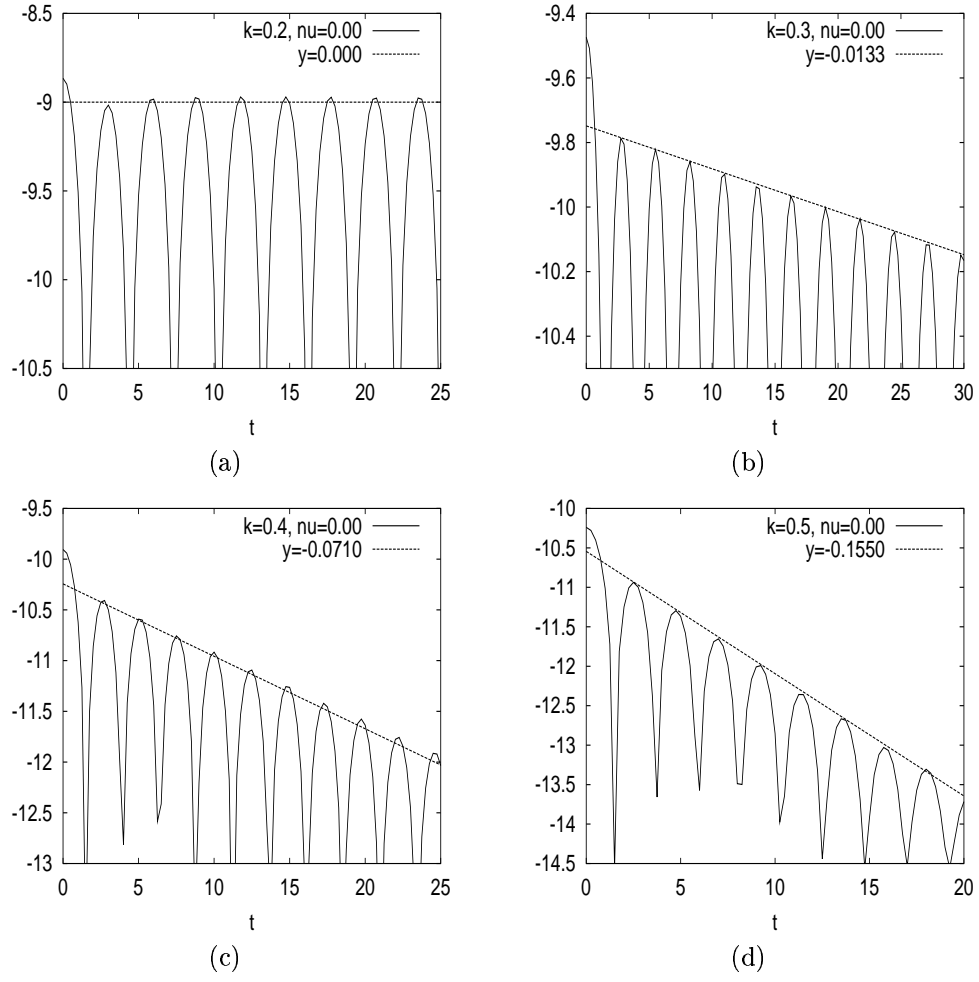 k=0.2, nu=0.00
y=0.000
-8.5
-9
-9.5
-10
-10.5
0 5 10 15 20 25
t
(a)
k=0.3, nu=0.00
y=-0.0133
-9.4
-9.6
-9.8
-10
-10.2
-10.4
0 5 10 15 20 25 30
t
(b)
k=0.4, nu=0.00
y=-0.0710
-9.5
-10
-10.5
-11
-11.5
-12
-12.5
-13
0 5 10 15 20 25
t
(c)
k=0.5, nu=0.00
y=-0.1550
-10
-10.5
-11
-11.5
-12
-12.5
-13
-13.5
-14
-14.5
0 5 10 15 20
t
(d)